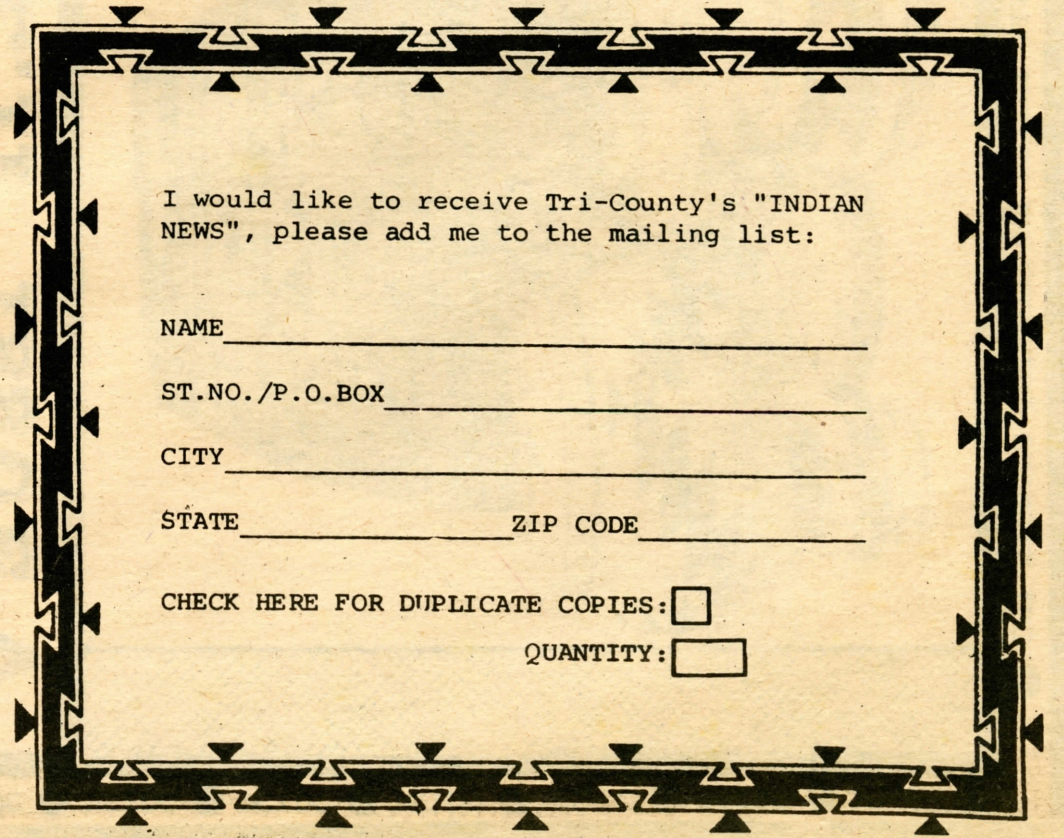 I would like to receive Tri-County's "INDIAN
NEWS", please add me to the mailing list:
NAME
ST.NO./P.O.BOX
CITY
STATE ZIP CODE
CHECK HERE FOR DUPLICATE COPIES:
QUANTITY: